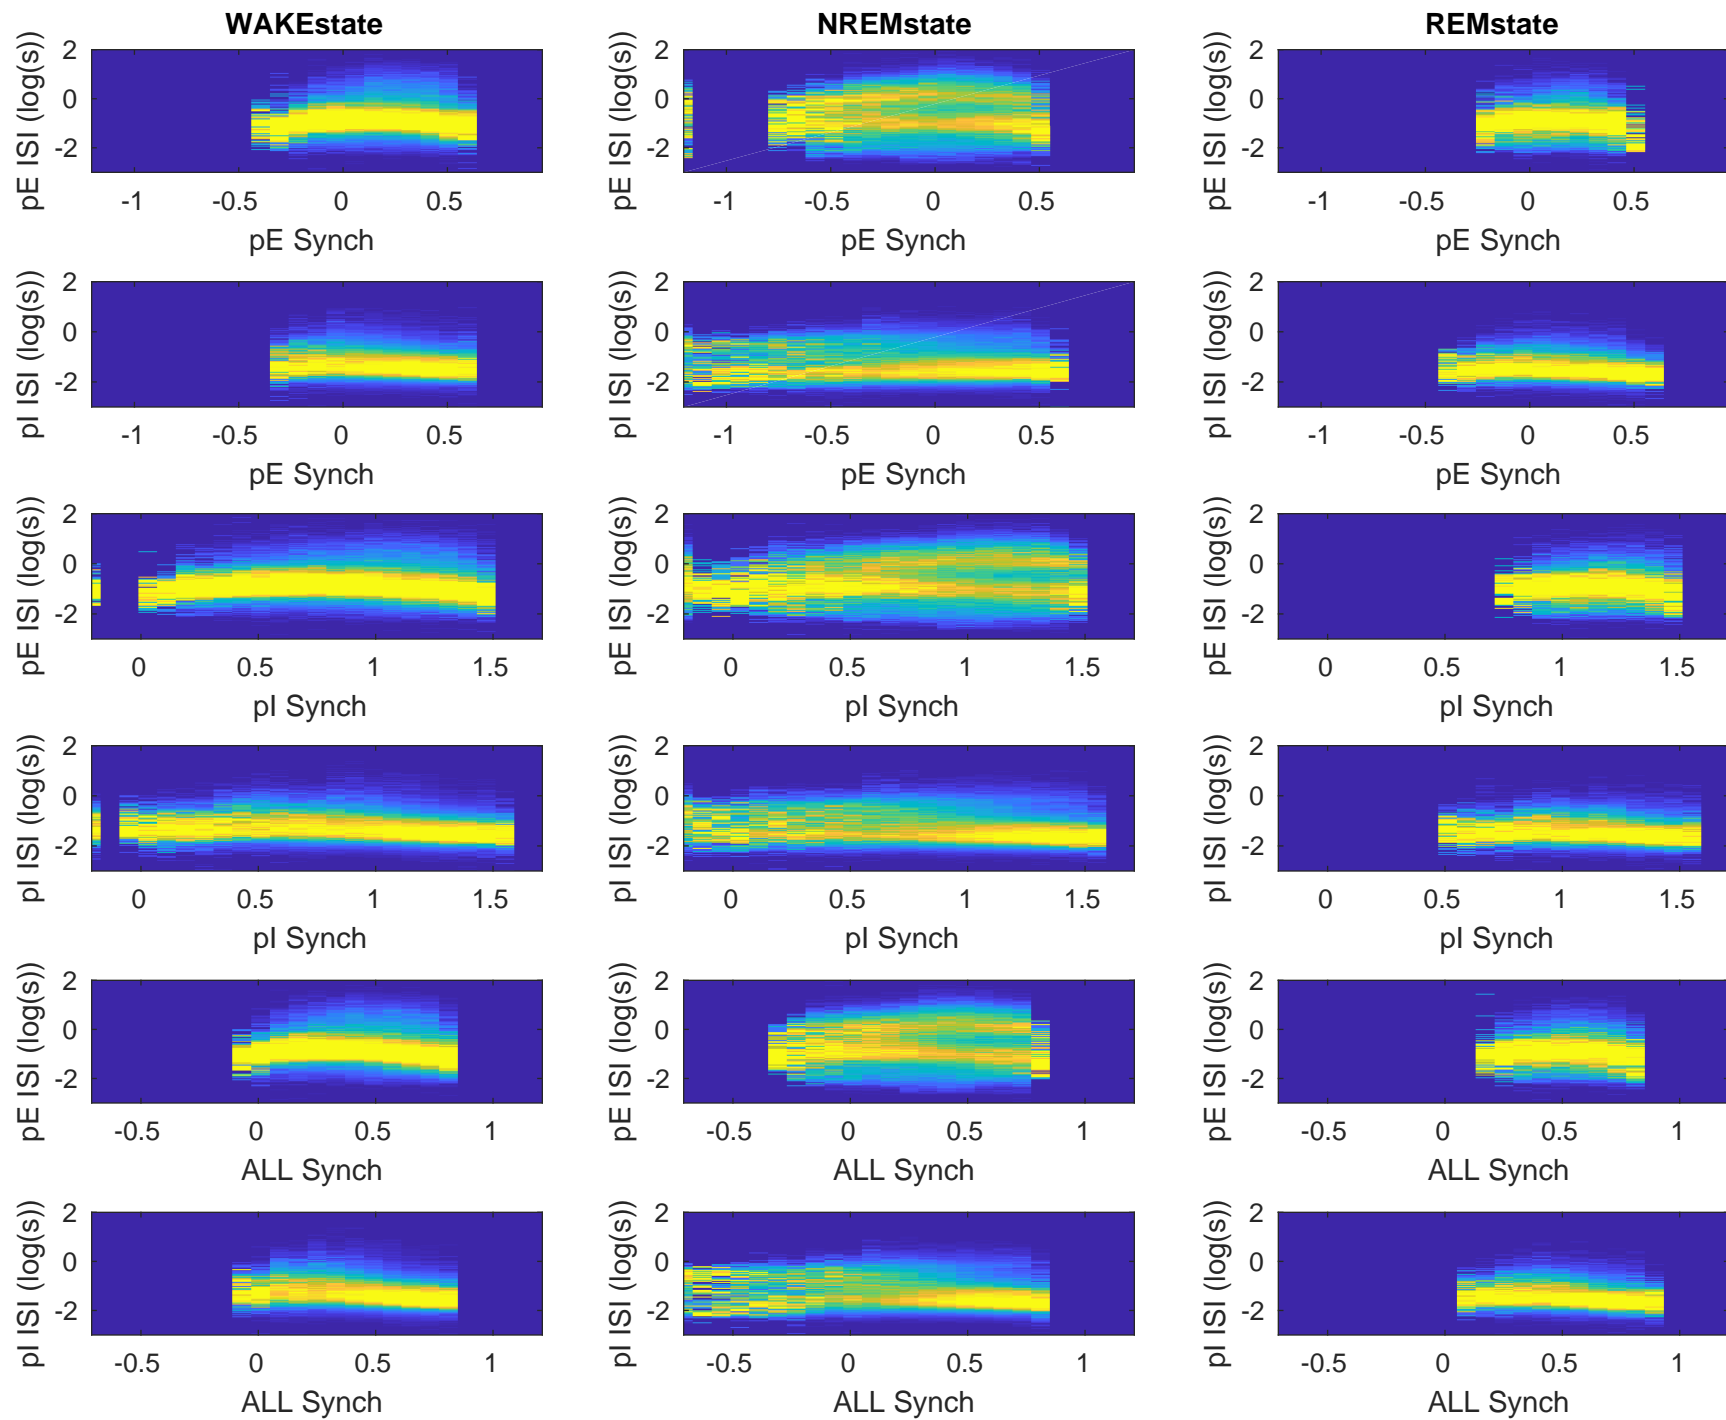 WAKEstate NREMstate REMstate
pE ISI (log(s)) 2 0 -2 pE ISI (log(s)) 2 0 -2 pE ISI (log(s)) 2 0 -2
-1 -0.5 0 0.5 -1 -0.5 0 0.5 -1 -0.5 0 0.5
pE Synch pE Synch pE Synch
pI ISI (log(s)) 2 0 -2 pI ISI (log(s)) 2 0 -2 pI ISI (log(s)) 2 0 -2
-1 -0.5 0 0.5 -1 -0.5 0 0.5 -1 -0.5 0 0.5
pE Synch pE Synch pE Synch
pE ISI (log(s)) 2 0 -2 pE ISI (log(s)) 2 0 -2 pE ISI (log(s)) 2 0 -2
0 0.5 1 1.5 0 0.5 1 1.5 0 0.5 1 1.5
pI Synch pI Synch pI Synch
pI ISI (log(s)) 2 0 -2 pI ISI (log(s)) 2 0 -2 pI ISI (log(s)) 2 0 -2
0 0.5 1 1.5 0 0.5 1 1.5 0 0.5 1 1.5
pI Synch pI Synch pI Synch
pE ISI (log(s)) 2 0 -2 pE ISI (log(s)) 2 0 -2 pE ISI (log(s)) 2 0 -2
-0.5 0 0.5 1 -0.5 0 0.5 1 -0.5 0 0.5 1
ALL Synch ALL Synch ALL Synch
pI ISI (log(s)) 2 0 -2 pI ISI (log(s)) 2 0 -2 pI ISI (log(s)) 2 0 -2
-0.5 0 0.5 1 -0.5 0 0.5 1 -0.5 0 0.5 1
ALL Synch ALL Synch ALL Synch